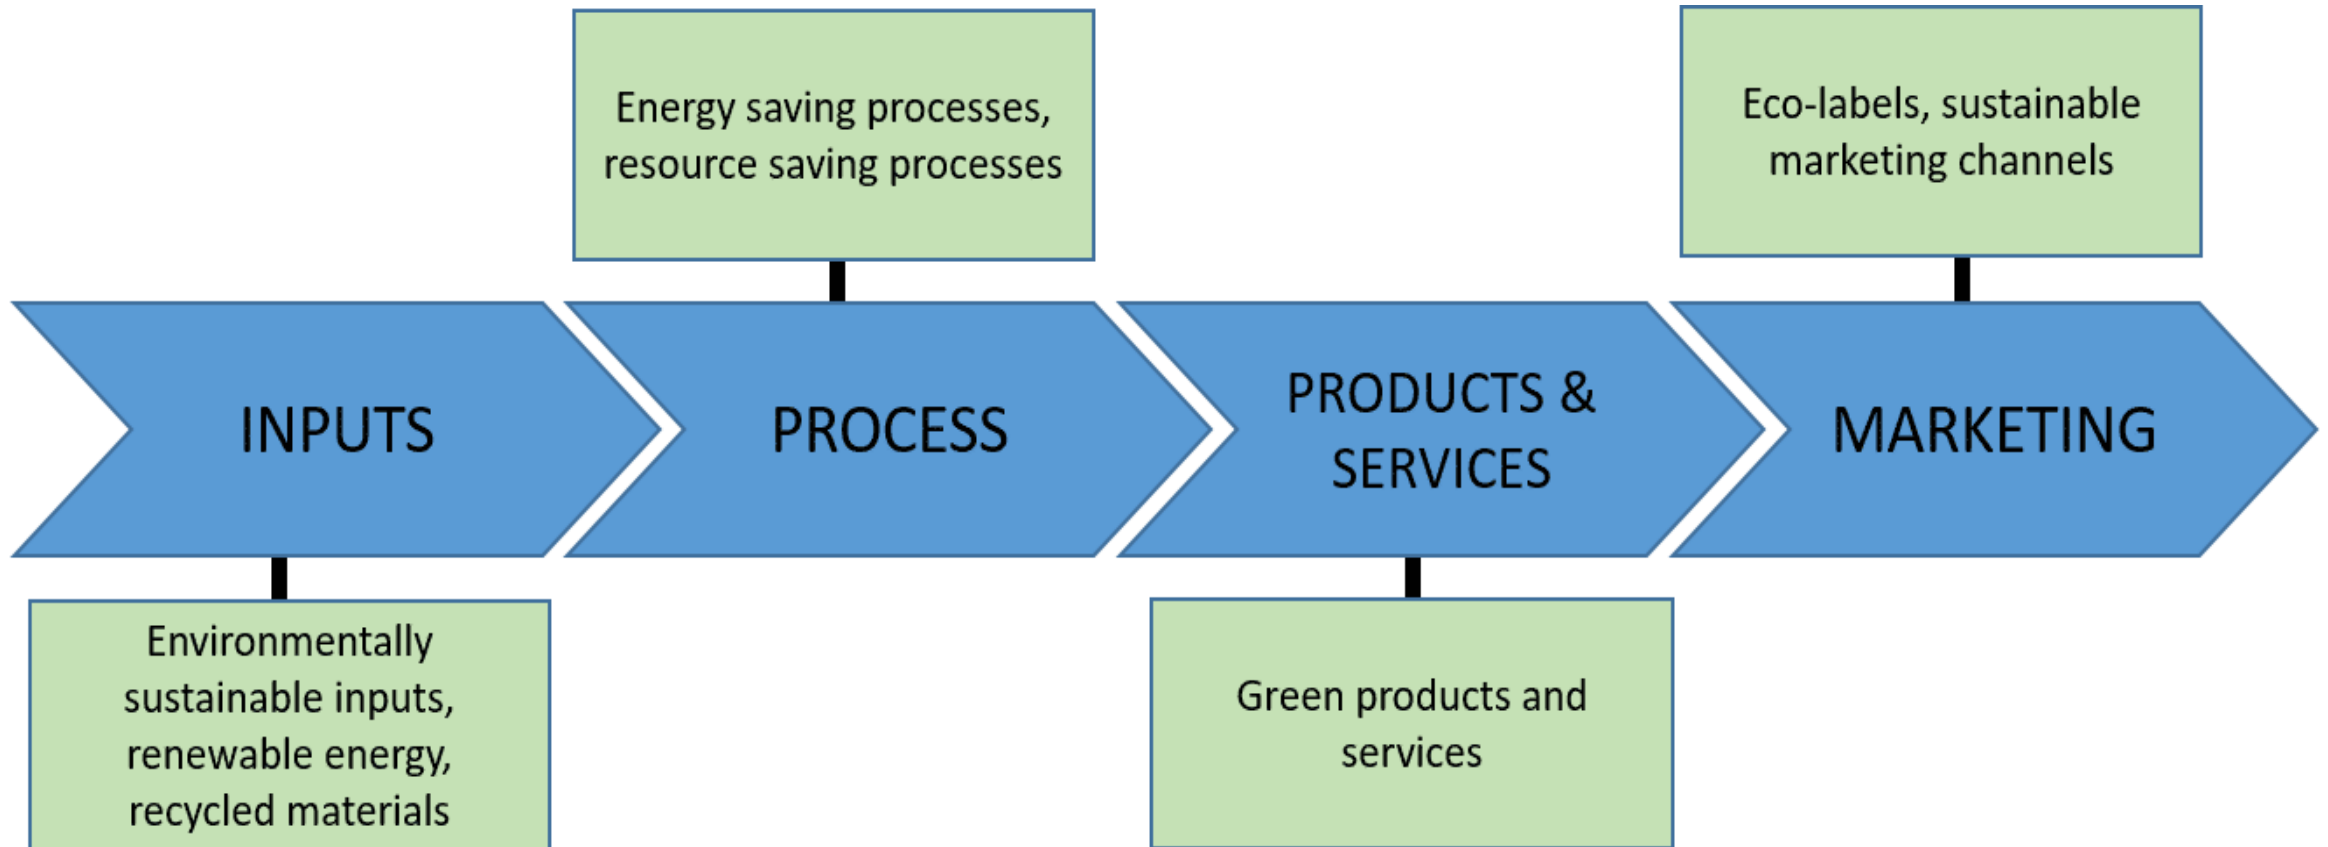 Energy saving processes,
resource saving processes
Eco-labels, sustainable
marketing channels
INPUTS
PROCESS
PRODUCTS &
SERVICES
MARKETING
Environmentally
sustainable inputs,
renewable energy,
recycled materials
Green products and
services